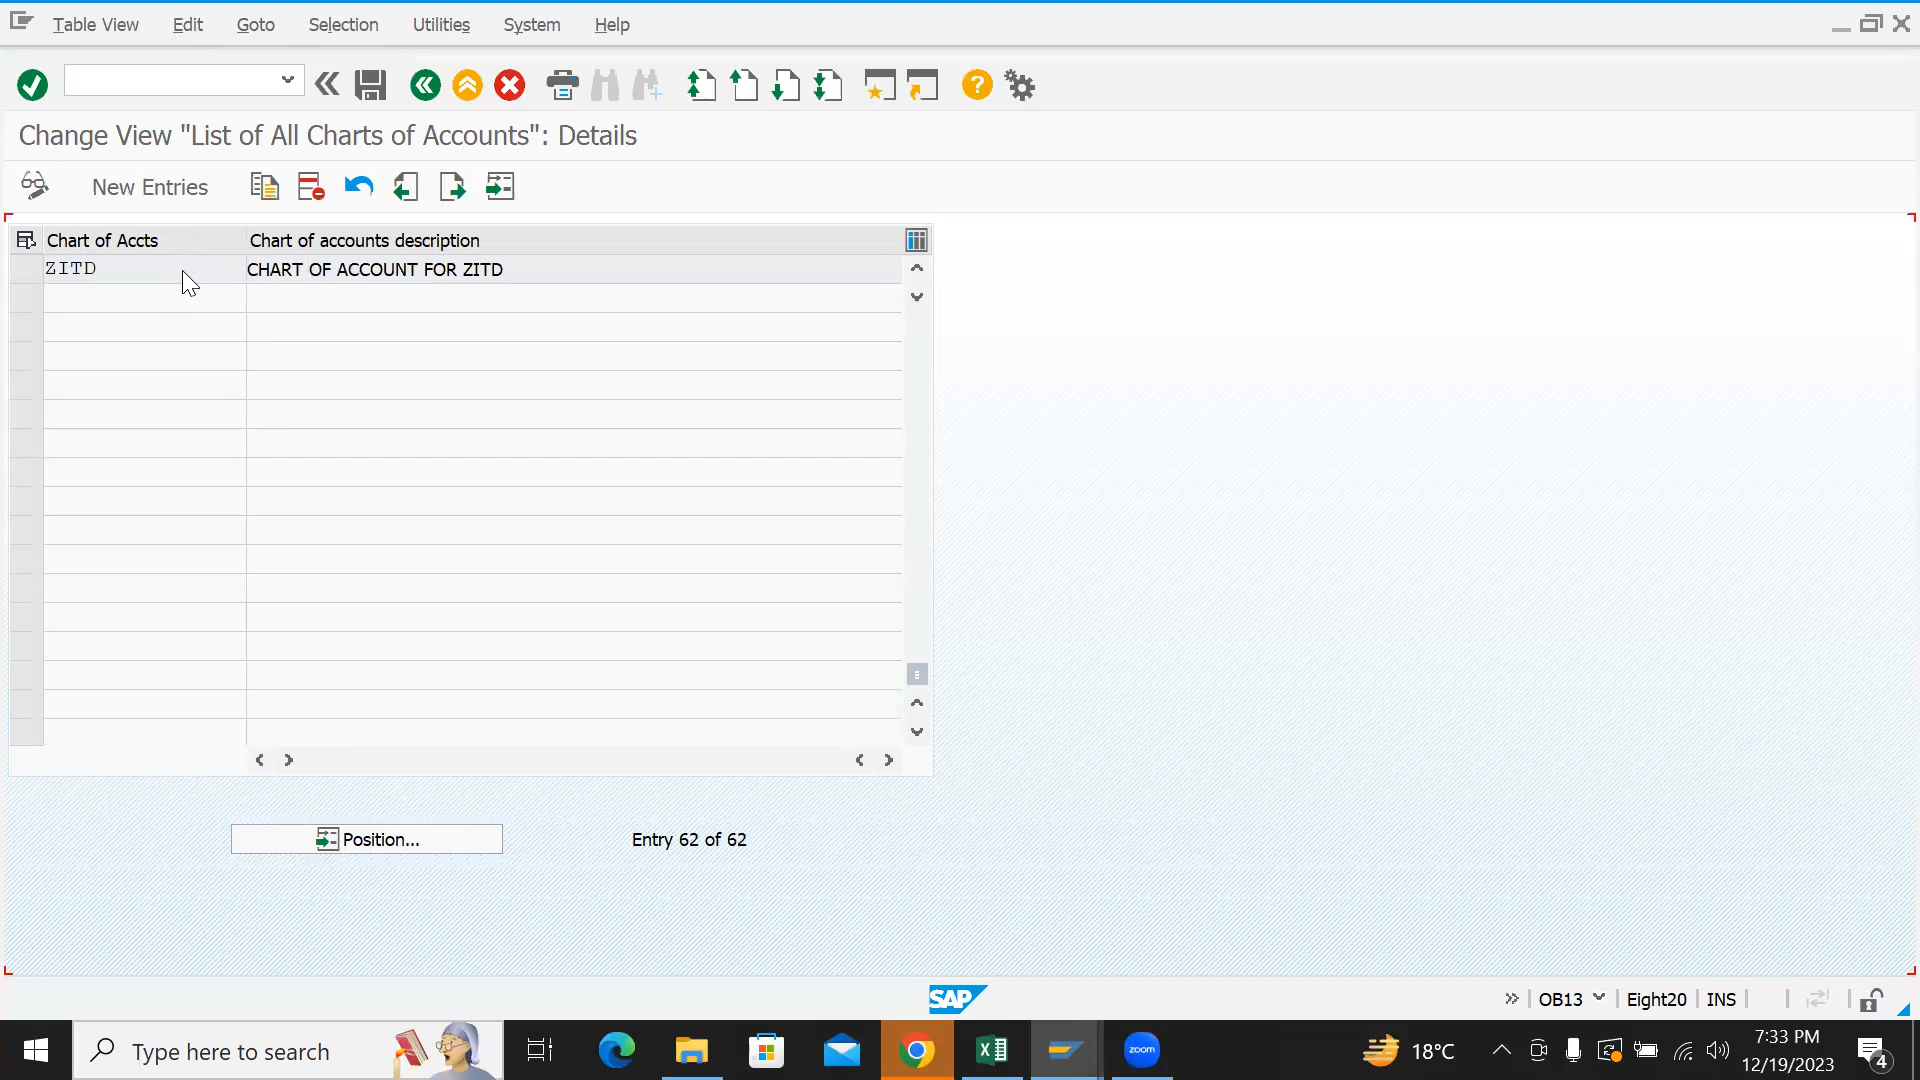 Table View Edit Goto Selection Utilities System Help
Change View "List of All Charts of Accounts": Details
New Entries
Chart of Accts Chart of accounts description
ZITD CHART OF ACCOUNT FOR ZITD
Position... Entry 62 of 62
SAP OB13 Eight20 INS
Type here to search zoom 18°C 7:33 PM
12/19/2023 4